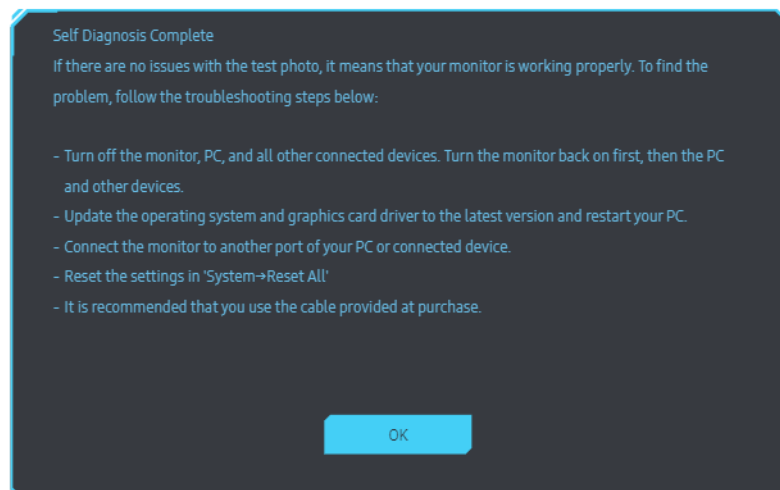 Self Diagnosis Complete
If there are no issues with the test photo, it means that your monitor is working properly. To find the
problem, follow the troubleshooting steps below:
- Turn off the monitor, PC, and all other connected devices. Turn the monitor back on first, then the PC
and other devices.
- Update the operating system and graphics card driver to the latest version and restart your PC.
- Connect the monitor to another port of your PC or connected device.
- Reset the settings in 'System→Reset All'
- It is recommended that you use the cable provided at purchase.
OK